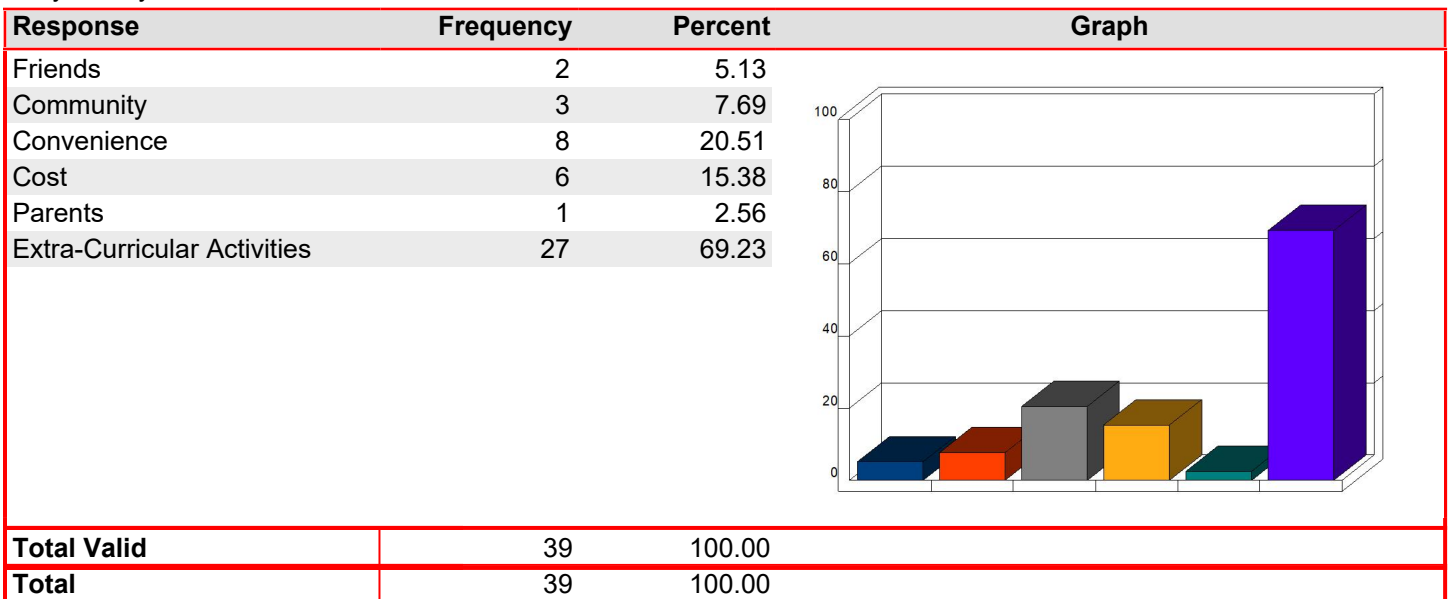 Response Frequency Percent Graph
Friends 2 5.13
Community 3 7.69
Convenience 8 20.51
Cost 6 15.38
Parents 1 2.56
Extra-Curricular Activities 27 69.23
100
80
60
40
20
0
Total Valid 39 100.00
Total 39 100.00